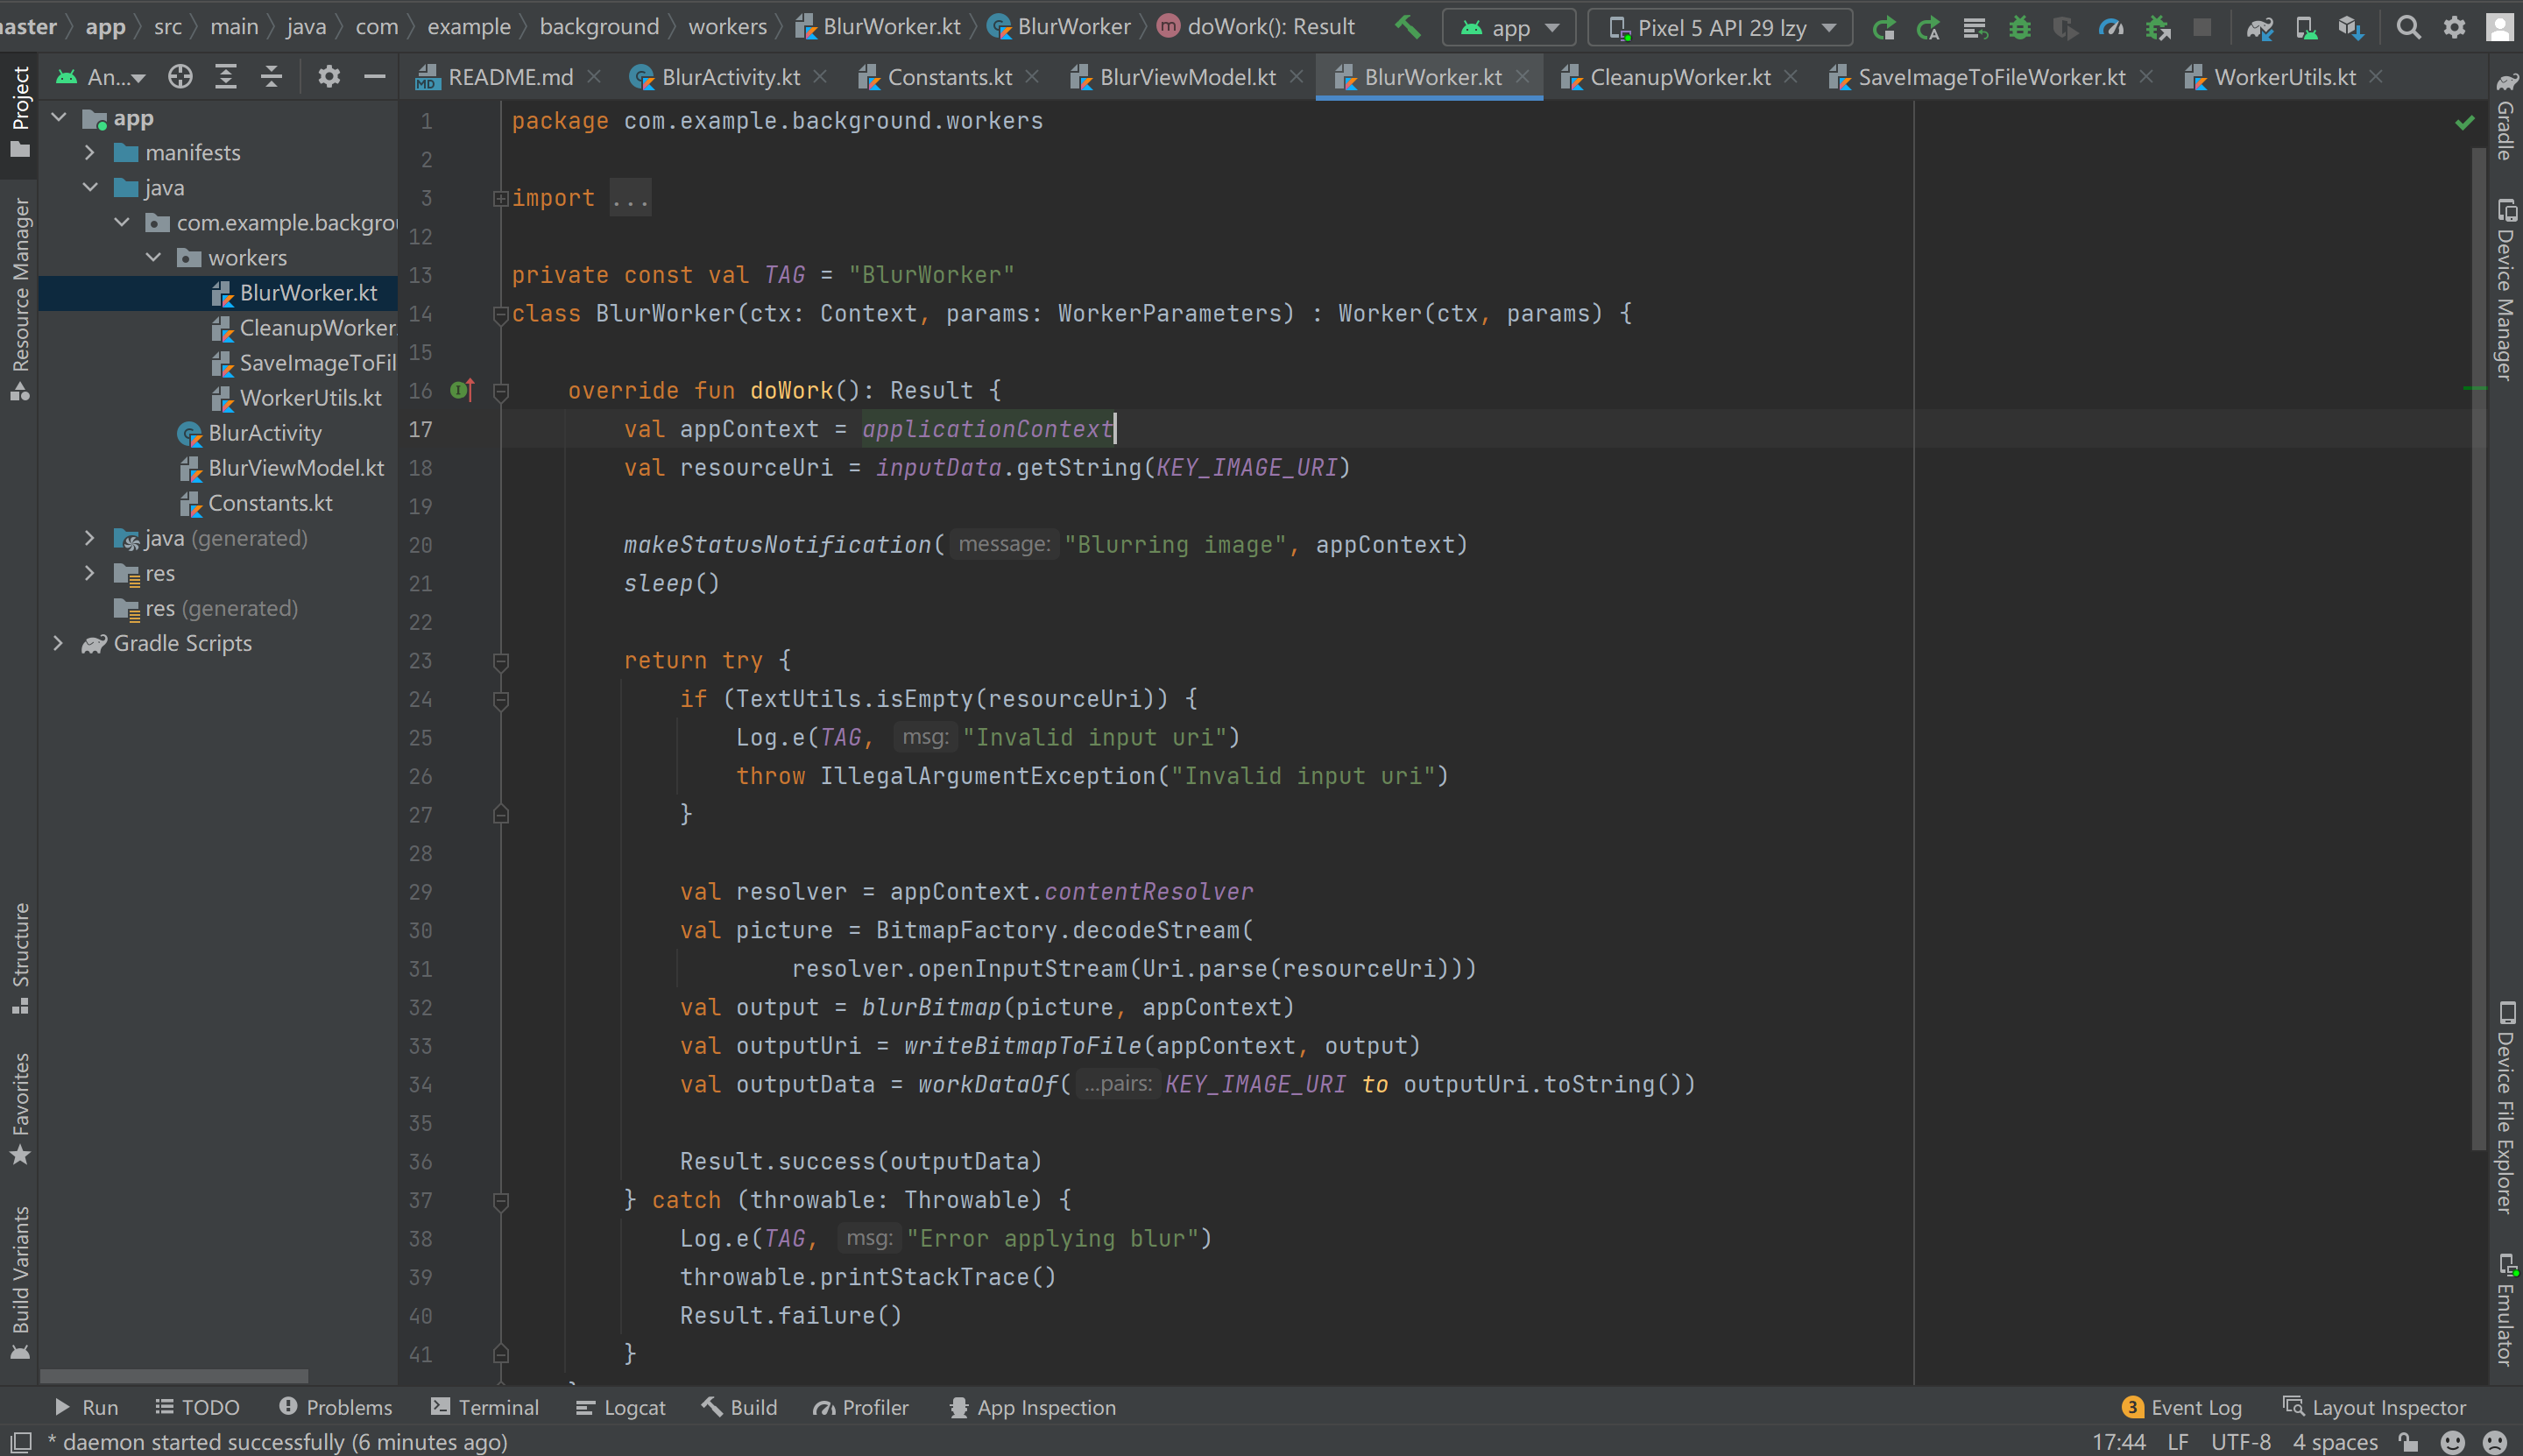 aster app src main java com example background workers BlurWorker.kt BlurWorker m doWork(): Result app Pixel 5 API 29 lzy
An... README.md BlurActivity.kt Constants.kt BlurViewModel.kt BlurWorker.kt CleanupWorker.kt SaveImageToFileWorker.kt WorkerUtils.kt
Project
Resource Manager
Structure
Favorites
Build Variants
app
manifests
java
com.example.backgrou
workers
BlurWorker.kt
CleanupWorker.
SaveImageToFil
WorkerUtils.kt
BlurActivity
BlurViewModel.kt
Constants.kt
java (generated)
res
res (generated)
Gradle Scripts
1 package com.example.background.workers
2
3 import ...
12
13 private const val TAG = "BlurWorker"
14 class BlurWorker(ctx: Context, params: WorkerParameters) : Worker(ctx, params) {
15
16 override fun doWork(): Result {
17 val appContext = applicationContext
18 val resourceUri = inputData.getString(KEY_IMAGE_URI)
19
20 makeStatusNotification( message: "Blurring image", appContext)
21 sleep()
22
23 return try {
24 if (TextUtils.isEmpty(resourceUri)) {
25 Log.e(TAG, msg: "Invalid input uri")
26 throw IllegalArgumentException("Invalid input uri")
27 }
28
29 val resolver = appContext.contentResolver
30 val picture = BitmapFactory.decodeStream(
31 resolver.openInputStream(Uri.parse(resourceUri)))
32 val output = blurBitmap(picture, appContext)
33 val outputUri = writeBitmapToFile(appContext, output)
34 val outputData = workDataOf( ...pairs: KEY_IMAGE_URI to outputUri.toString())
35
36 Result.success(outputData)
37 } catch (throwable: Throwable) {
38 Log.e(TAG, msg: "Error applying blur")
39 throwable.printStackTrace()
40 Result.failure()
41 }
Gradle
Device Manager
Device File Explorer
Emulator
Run TODO Problems Terminal Logcat Build Profiler App Inspection 3 Event Log Layout Inspector
* daemon started successfully (6 minutes ago) 17:44 LF UTF-8 4 spaces